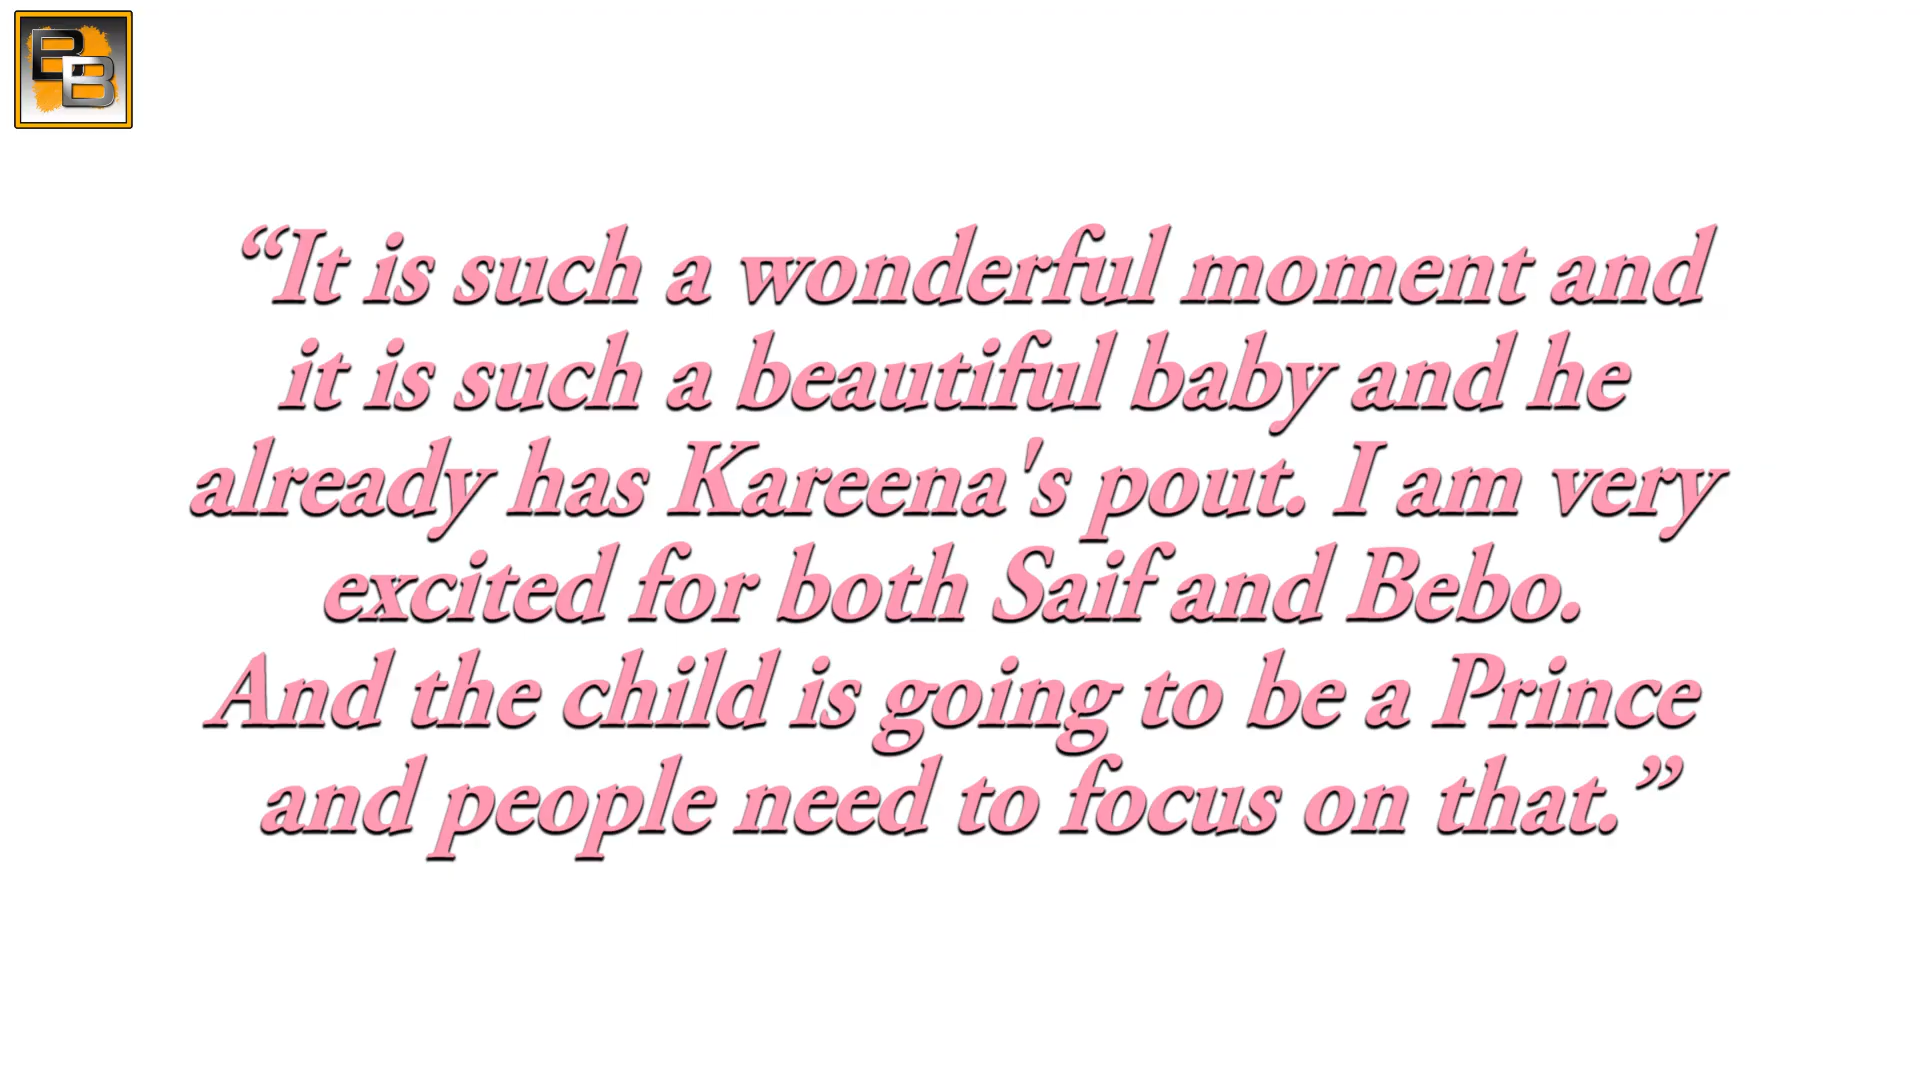 BB
“It is such a wonderful moment and
it is such a beautiful baby and he
already has Kareena's pout. I am very
excited for both Saif and Bebo.
And the child is going to be a Prince
and people need to focus on that.”